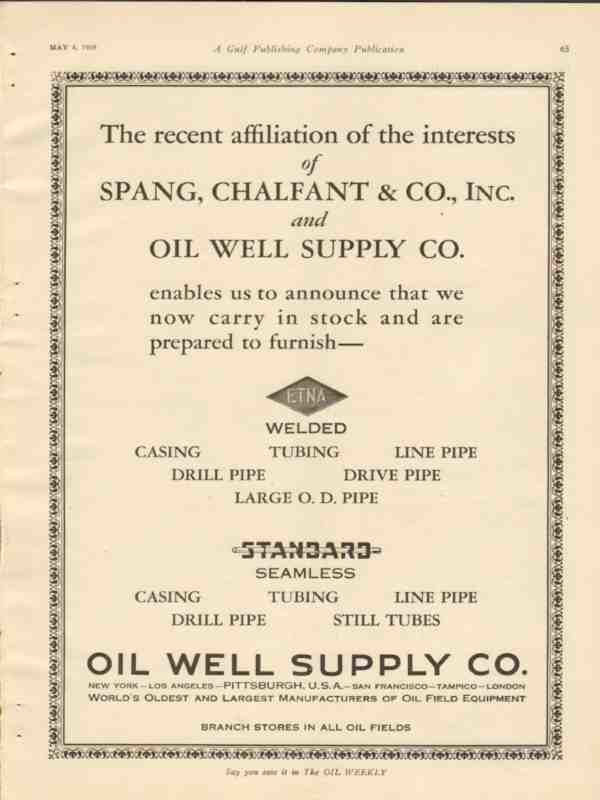 MAY 4, 1928
A Gulf Publishing Company Publication
65
The recent affiliation of the interests
of
SPANG, CHALFANT & CO., INC.
and
OIL WELL SUPPLY CO.
enables us to announce that we
now carry in stock and are
prepared to furnish—
ETNA
WELDED
CASING TUBING LINE PIPE
DRILL PIPE DRIVE PIPE
LARGE O. D. PIPE
STANDARD
SEAMLESS
CASING TUBING LINE PIPE
DRILL PIPE STILL TUBES
OIL WELL SUPPLY CO.
NEW YORK—LOS ANGELES—PITTSBURGH, U.S.A.—SAN FRANCISCO—TAMPICO—LONDON
WORLD'S OLDEST AND LARGEST MANUFACTURERS OF OIL FIELD EQUIPMENT
BRANCH STORES IN ALL OIL FIELDS
Say you saw it in The OIL WEEKLY